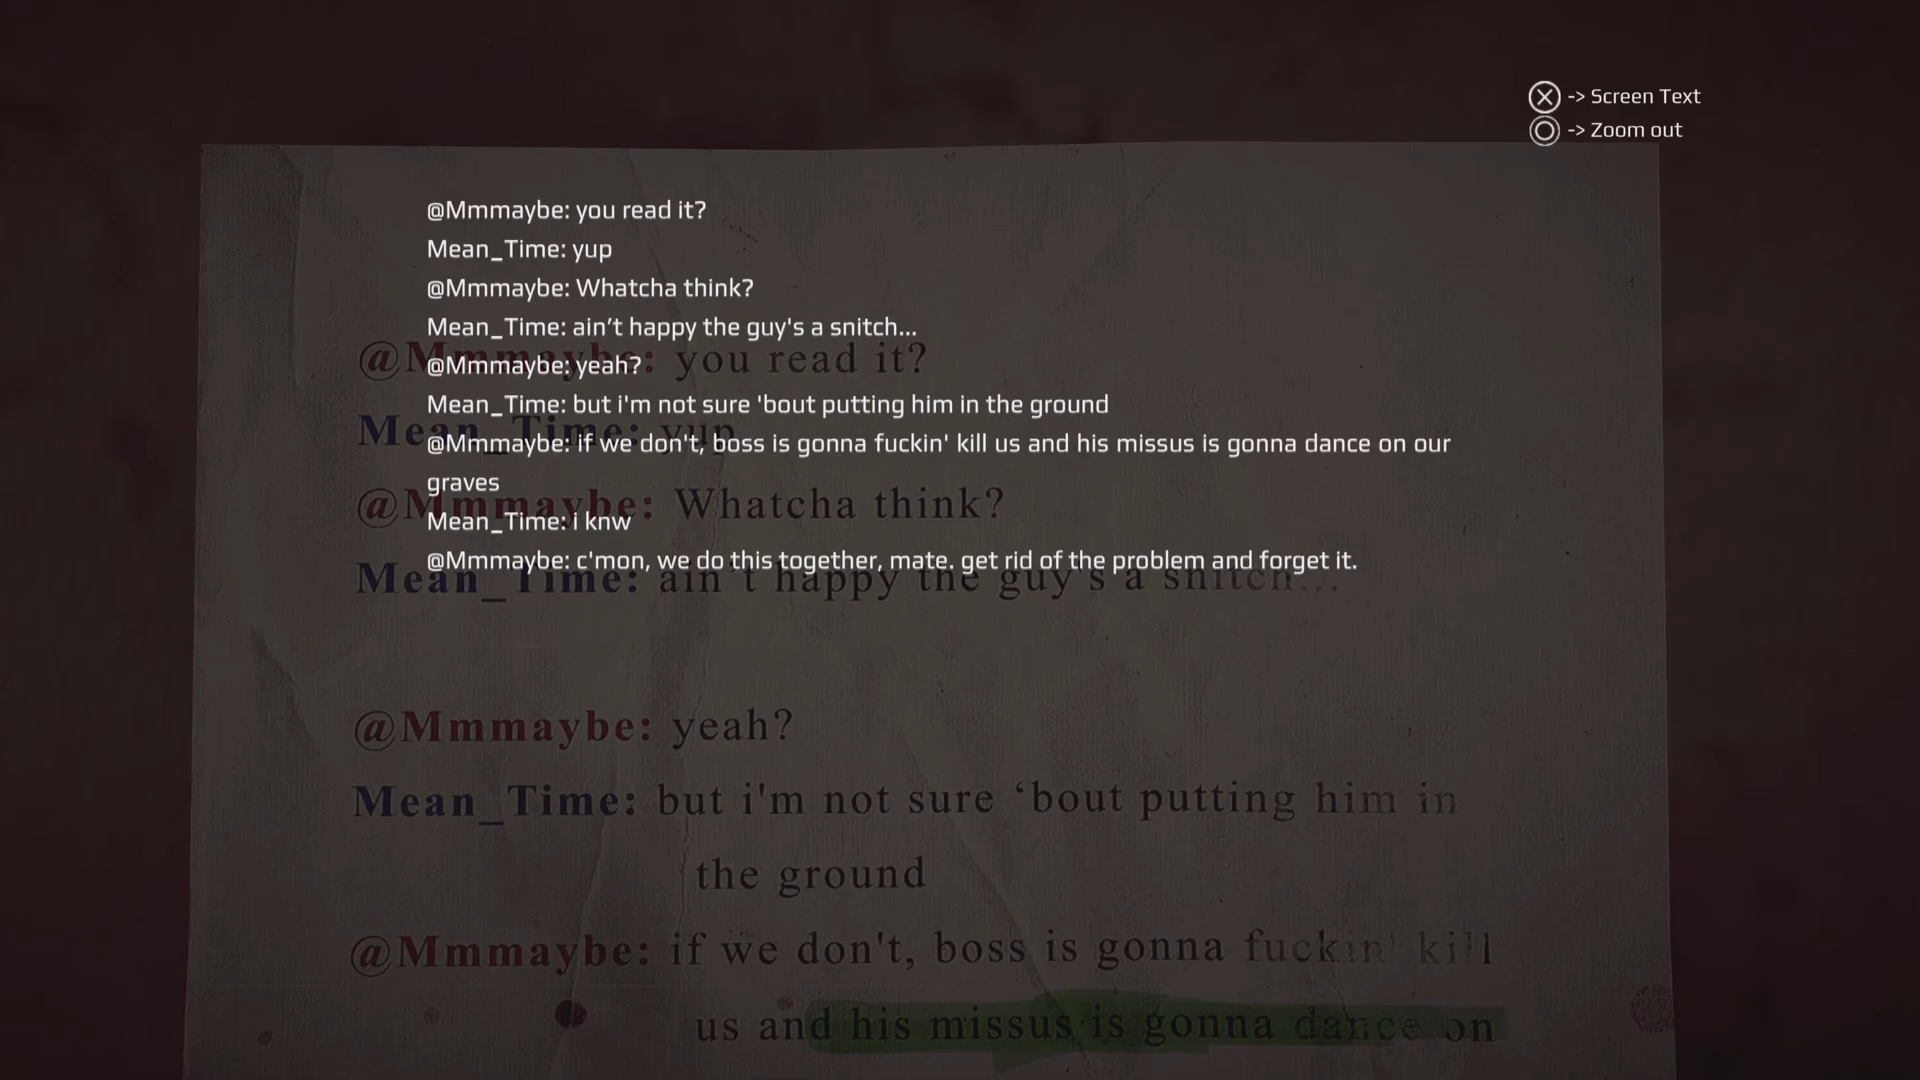 -> Screen Text
-> Zoom out
@Mmmaybe: you read it?
Mean_Time: yup
@Mmmaybe: Whatcha think?
Mean_Time: ain’t happy the guy's a snitch...
@Mmmaybe: yeah?
Mean_Time: but i'm not sure 'bout putting him in the ground
@Mmmaybe: if we don't, boss is gonna fuckin' kill us and his missus is gonna dance on our
graves
Mean_Time: i knw
@Mmmaybe: c'mon, we do this together, mate. get rid of the problem and forget it.
@Mmmaybe: you read it?
Mean_Time: yup
@Mmmaybe: Whatcha think?
Mean_Time: ain't happy the guy's a snitch...
@Mmmaybe: yeah?
Mean_Time: but i'm not sure ‘bout putting him in
the ground
@Mmmaybe: if we don't, boss is gonna fuckin' kill
us and his missus is gonna dance on